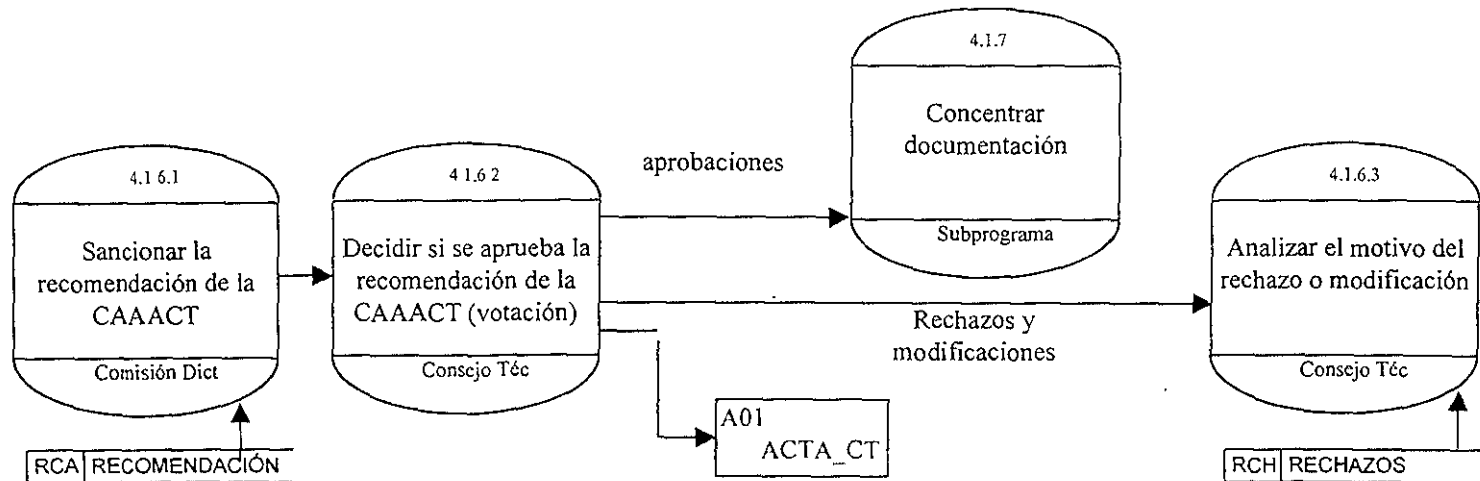 4.1 6.1
Sancionar la
recomendación de la
CAAACT
Comisión Dict
RCA RECOMENDACIÓN
4 1.6 2
Decidir si se aprueba la
recomendación de la
CAAACT (votación)
Consejo Téc
aprobaciones
4.1.7
Concentrar
documentación
Subprograma
Rechazos y
modificaciones
A01
ACTA_CT
4.1.6.3
Analizar el motivo del
rechazo o modificación
Consejo Téc
RCH RECHAZOS